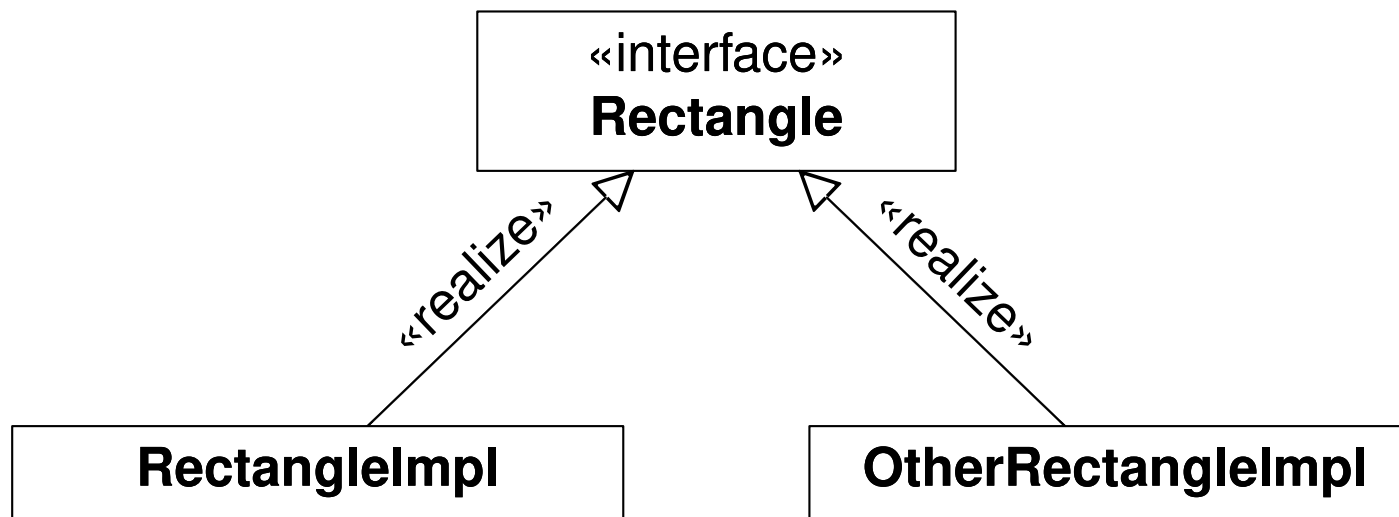 «interface»
Rectangle
«realize»
«realize»
RectangleImpl
OtherRectangleImpl